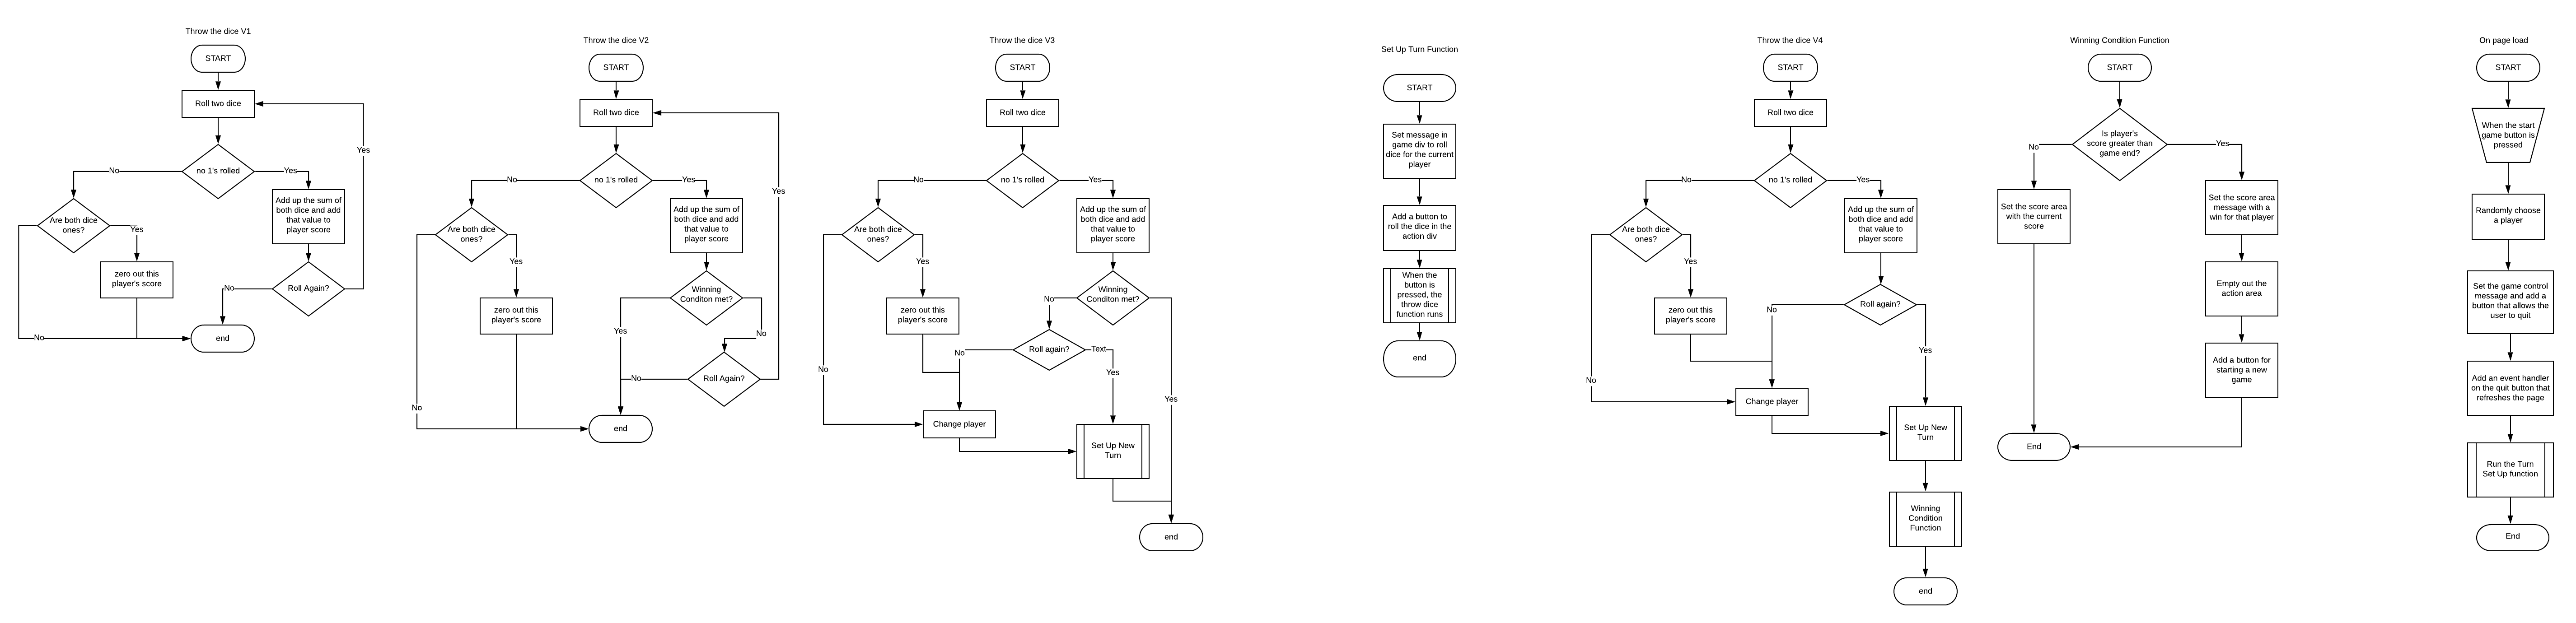 Throw the dice V1
START
Roll two dice
no 1's rolled
No
Yes
Yes
Are both dice
ones?
Yes
Add up the sum of
both dice and add
that value to
player score
zero out this
player's score
Roll Again?
No
No
end
Throw the dice V2
START
Roll two dice
no 1's rolled
No
Yes
Yes
Are both dice
ones?
Yes
Add up the sum of
both dice and add
that value to
player score
Winning
Conditon met?
zero out this
player's score
Yes
No
Roll Again?
No
No
end
Throw the dice V3
START
Roll two dice
no 1's rolled
No
Yes
Are both dice
ones?
Yes
Add up the sum of
both dice and add
that value to
player score
Winning
Conditon met?
No
zero out this
player's score
Roll again?
Text
No
No
Yes
Yes
Change player
Set Up New
Turn
end
Set Up Turn Function
START
Set message in
game div to roll
dice for the current
player
Add a button to
roll the dice in the
action div
When the
button is
pressed, the
throw dice
function runs
end
Throw the dice V4
START
Roll two dice
no 1's rolled
No
Yes
Are both dice
ones?
Yes
Add up the sum of
both dice and add
that value to
player score
Roll again?
zero out this
player's score
No
Yes
No
Change player
Set Up New
Turn
Winning
Condition
Function
end
Winning Condition Function
START
Is player's
score greater than
game end?
No
Yes
Set the score area
with the current
score
Set the score area
message with a
win for that player
Empty out the
action area
Add a button for
starting a new
game
End
On page load
START
When the start
game button is
pressed
Randomly choose
a player
Set the game control
message and add a
button that allows the
user to quit
Add an event handler
on the quit button that
refreshes the page
Run the Turn
Set Up function
End